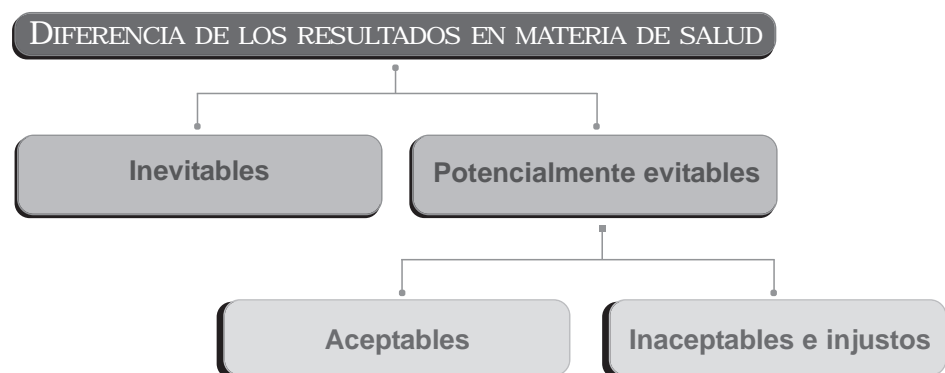 DIFERENCIA DE LOS RESULTADOS EN MATERIA DE SALUD
Inevitables
Potencialmente evitables
Aceptables
Inaceptables e injustos